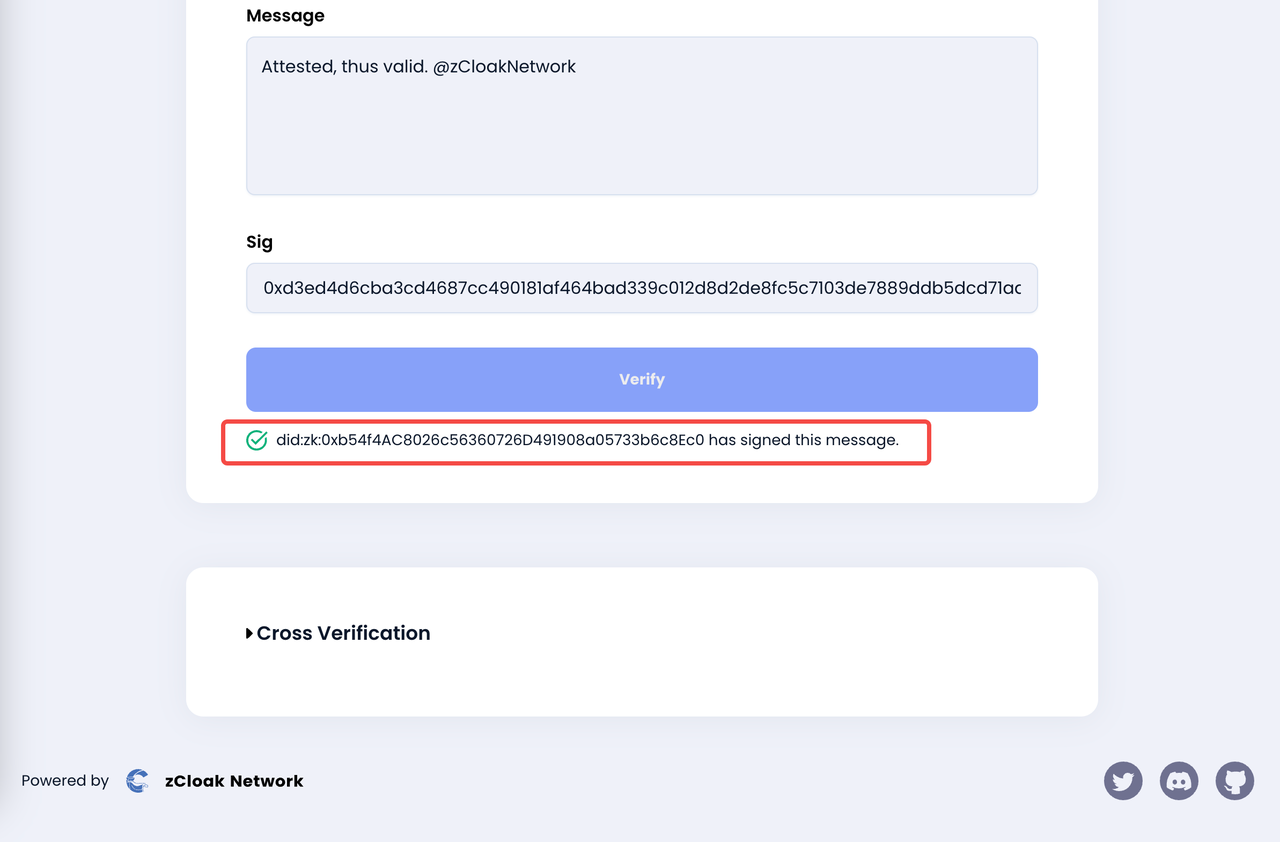 Message
Attested, thus valid. @zCloakNetwork
Sig
0xd3ed4d6cba3cd4687cc490181af464bad339c012d8d2de8fc5c7103de7889ddb5dcd71ac
Verify
did:zk:0xb54f4AC8026c56360726D491908a05733b6c8Ec0 has signed this message.
Cross Verification
Powered by zCloak Network